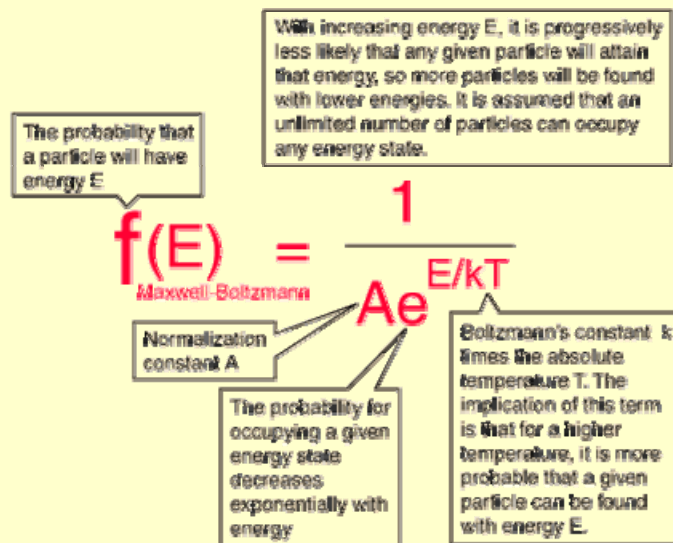 With increasing energy E, it is progressively
less likely that any given particle will attain
that energy, so more particles will be found
with lower energies. It is assumed that an
unlimited number of particles can occupy
any energy state.
The probability that
a particle will have
energy E
f(E) = 1
Maxwell-Boltzmann
Ae^E/kT
Normalization
constant A
The probability for
occupying a given
energy state
decreases
exponentially with
energy
Boltzmann's constant k
times the absolute
temperature T. The
implication of this term
is that for a higher
temperature, it is more
probable that a given
particle can be found
with energy E.